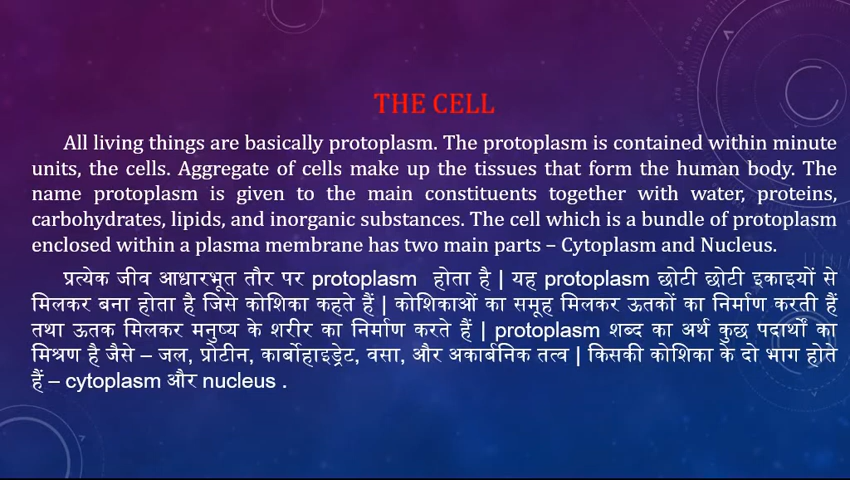 THE CELL
All living things are basically protoplasm. The protoplasm is contained within minute
units, the cells. Aggregate of cells make up the tissues that form the human body. The
name protoplasm is given to the main constituents together with water, proteins,
carbohydrates, lipids, and inorganic substances. The cell which is a bundle of protoplasm
enclosed within a plasma membrane has two main parts – Cytoplasm and Nucleus.
प्रत्येक जीव आधारभूत तौर पर protoplasm होता है | यह protoplasm छोटी छोटी इकाइयों से
मिलकर बना होता है जिसे कोशिका कहते हैं | कोशिकाओं का समूह मिलकर ऊतकों का निर्माण करती हैं
तथा ऊतक मिलकर मनुष्य के शरीर का निर्माण करते हैं | protoplasm शब्द का अर्थ कुछ पदार्थों का
मिश्रण है जैसे – जल, प्रोटीन, कार्बोहाइड्रेट, वसा, और अकार्बनिक तत्व | किसकी कोशिका के दो भाग होते
हैं – cytoplasm और nucleus .